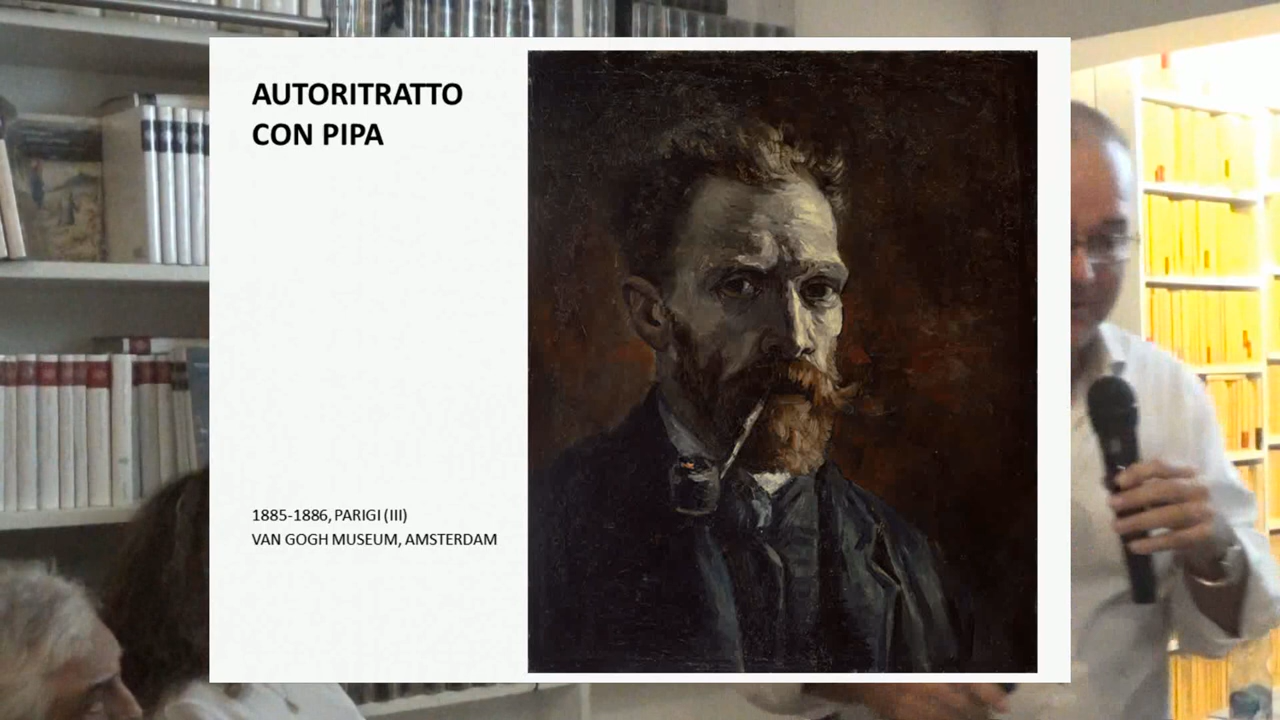 AUTORITRATTO
CON PIPA
1885-1886, PARIGI (III)
VAN GOGH MUSEUM, AMSTERDAM